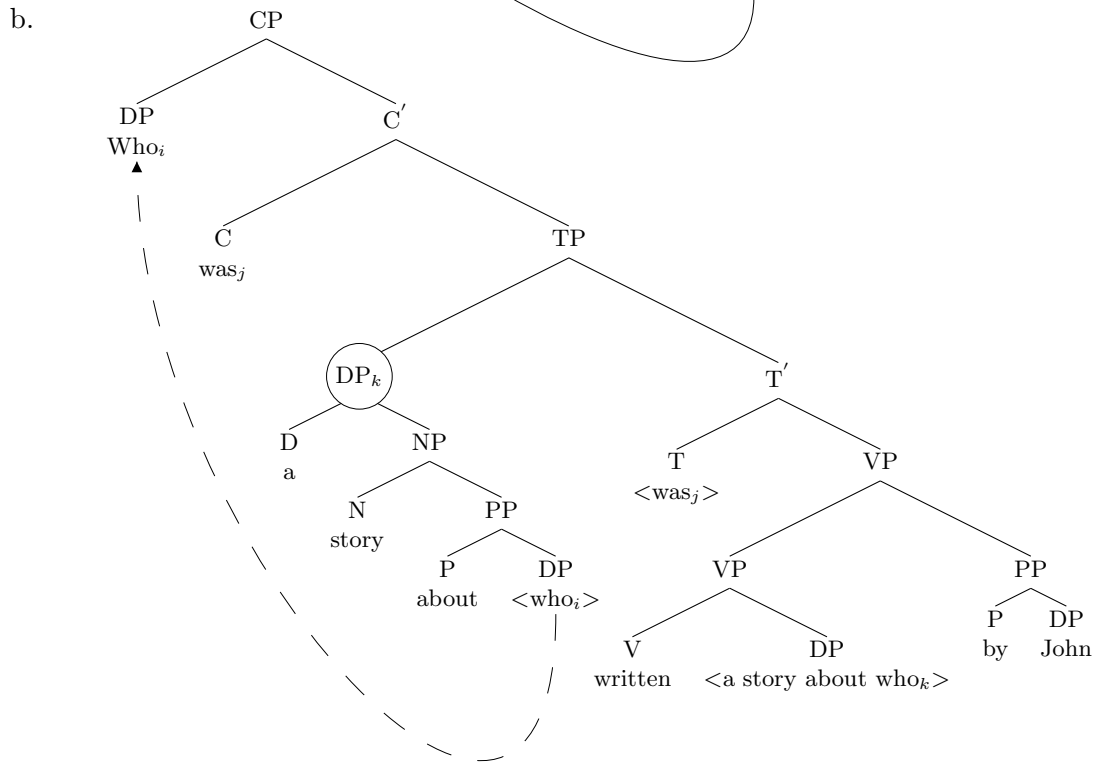 b.
CP
DP
Who_i
C′
C
was_j
TP
DP_k
T′
D
a
NP
T
<was_j>
VP
N
story
PP
P
about
DP
<who_i>
VP
PP
V
written
DP
<a story about who_k>
P
by
DP
John